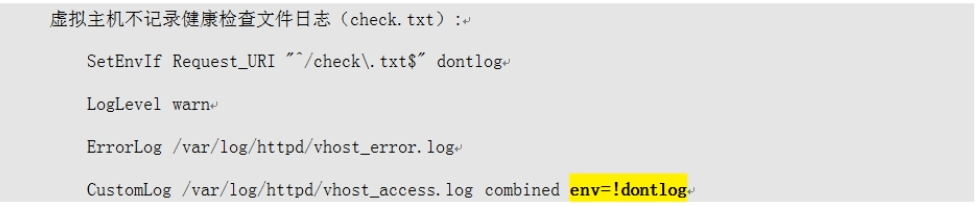 虚拟主机不记录健康检查文件日志（check.txt）:
SetEnvIf Request_URI "^/check\.txt$" dontlog
LogLevel warn
ErrorLog /var/log/httpd/vhost_error.log
CustomLog /var/log/httpd/vhost_access.log combined env=!dontlog